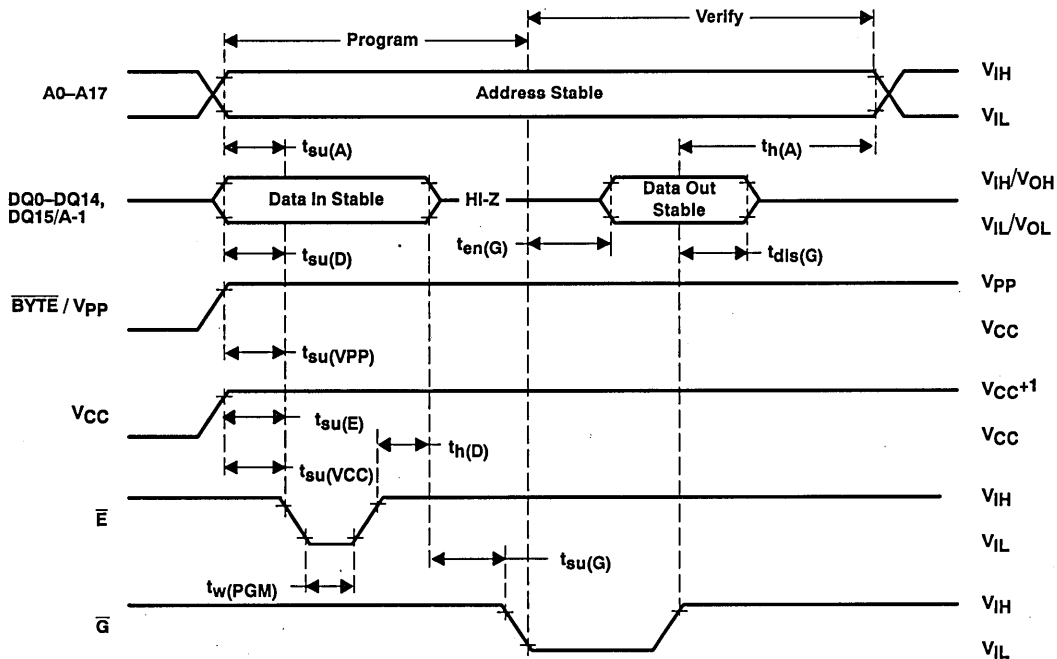 Verify
Program
A0–A17
Address Stable
VIH
VIL
tsu(A)
th(A)
DQ0–DQ14,
DQ15/A-1
Data In Stable
HI-Z
Data Out
Stable
VIH/VOH
VIL/VOL
ten(G)
tsu(D)
tdis(G)
BYTE / VPP
VPP
VCC
tsu(VPP)
VCC
VCC+1
VCC
tsu(E)
th(D)
tsu(VCC)
E
VIH
VIL
tsu(G)
tw(PGM)
G
VIH
VIL